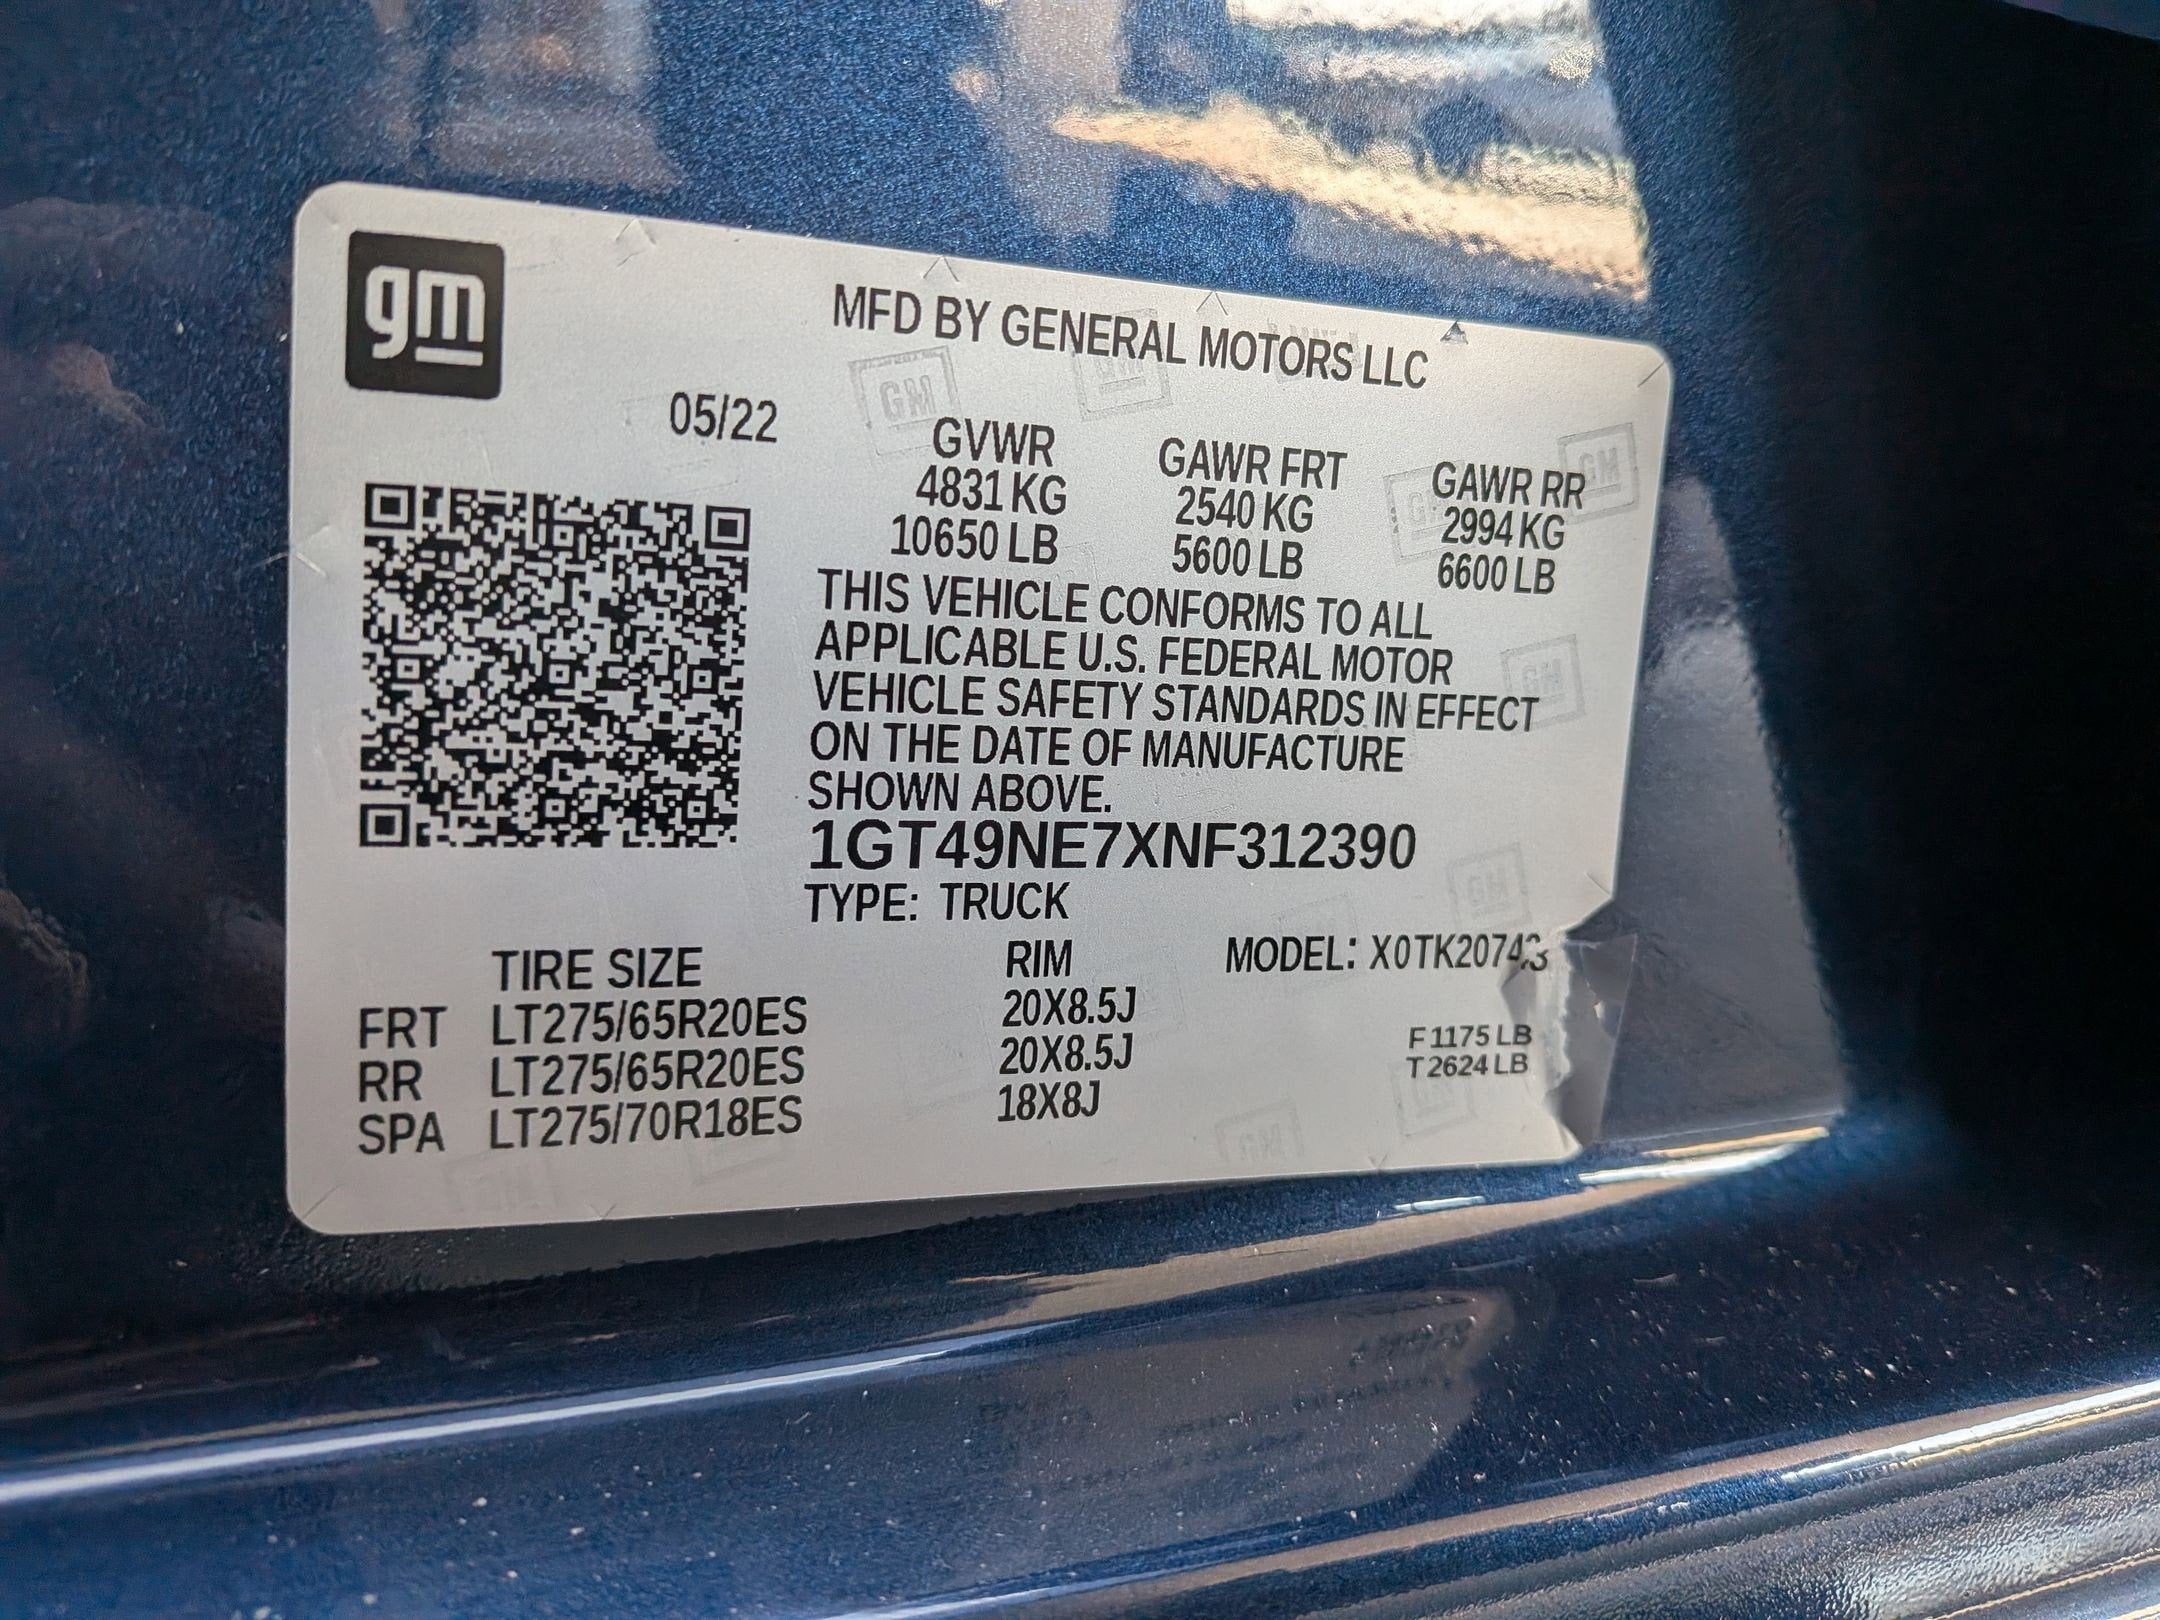 gm
MFD BY GENERAL MOTORS LLC
05/22
GVWR GAWR FRT GAWR RR
4831 KG 2540 KG 2994 KG
10650 LB 5600 LB 6600 LB
THIS VEHICLE CONFORMS TO ALL
APPLICABLE U.S. FEDERAL MOTOR
VEHICLE SAFETY STANDARDS IN EFFECT
ON THE DATE OF MANUFACTURE
SHOWN ABOVE.
1GT49NE7XNF312390
TYPE: TRUCK
TIRE SIZE RIM MODEL: X0TK20743
FRT LT275/65R20ES 20X8.5J
RR LT275/65R20ES 20X8.5J
SPA LT275/70R18ES 18X8J
F 1175 LB
T 2624 LB